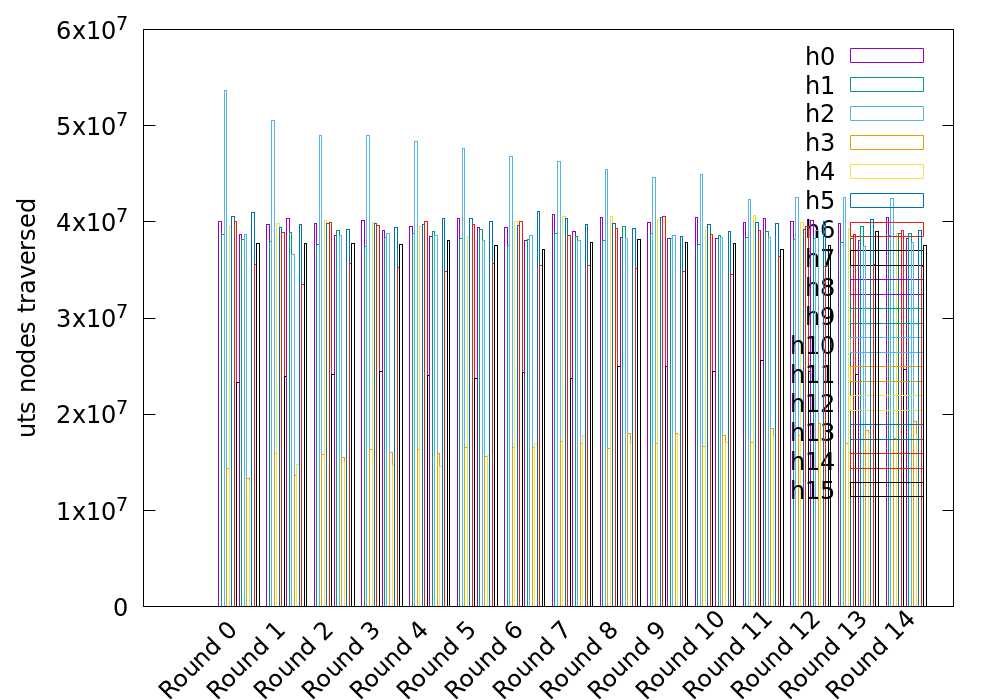 6x10^7
5x10^7
4x10^7
3x10^7
2x10^7
1x10^7
0
uts nodes traversed
h0
h1
h2
h3
h4
h5
h6
h7
h8
h9
h10
h11
h12
h13
h14
h15
Round 0
Round 1
Round 2
Round 3
Round 4
Round 5
Round 6
Round 7
Round 8
Round 9
Round 10
Round 11
Round 12
Round 13
Round 14